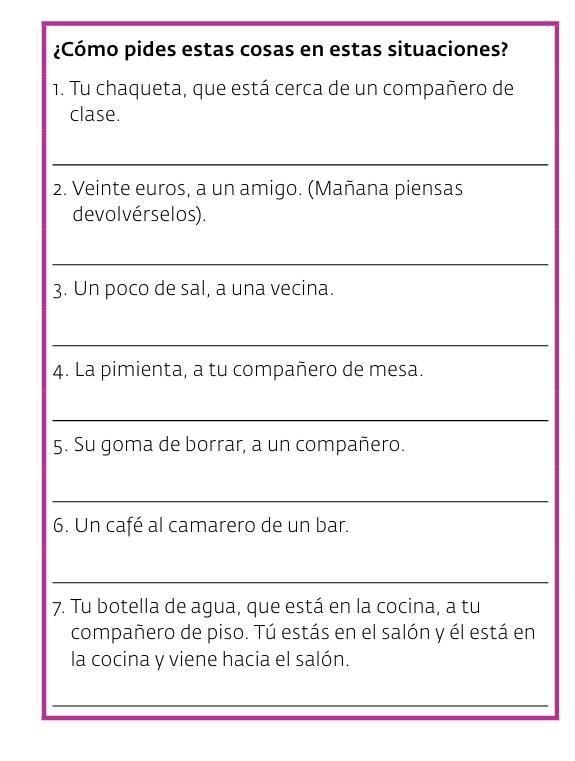 ¿Cómo pides estas cosas en estas situaciones?
1. Tu chaqueta, que está cerca de un compañero de
clase.
2. Veinte euros, a un amigo. (Mañana piensas
devolvérselos).
3. Un poco de sal, a una vecina.
4. La pimienta, a tu compañero de mesa.
5. Su goma de borrar, a un compañero.
6. Un café al camarero de un bar.
7. Tu botella de agua, que está en la cocina, a tu
compañero de piso. Tú estás en el salón y él está en
la cocina y viene hacia el salón.